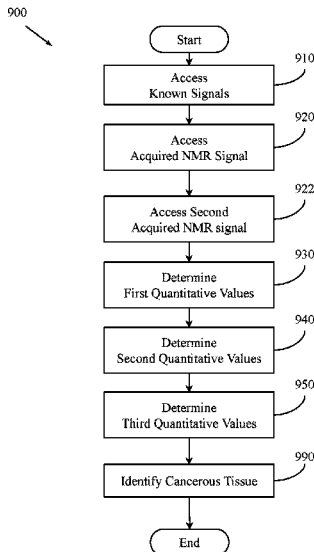 900
Start
910
Access
Known Signals
920
Access
Acquired NMR Signal
922
Access Second
Acquired NMR signal
930
Determine
First Quantitative Values
940
Determine
Second Quantitative Values
950
Determine
Third Quantitative Values
990
Identify Cancerous Tissue
End